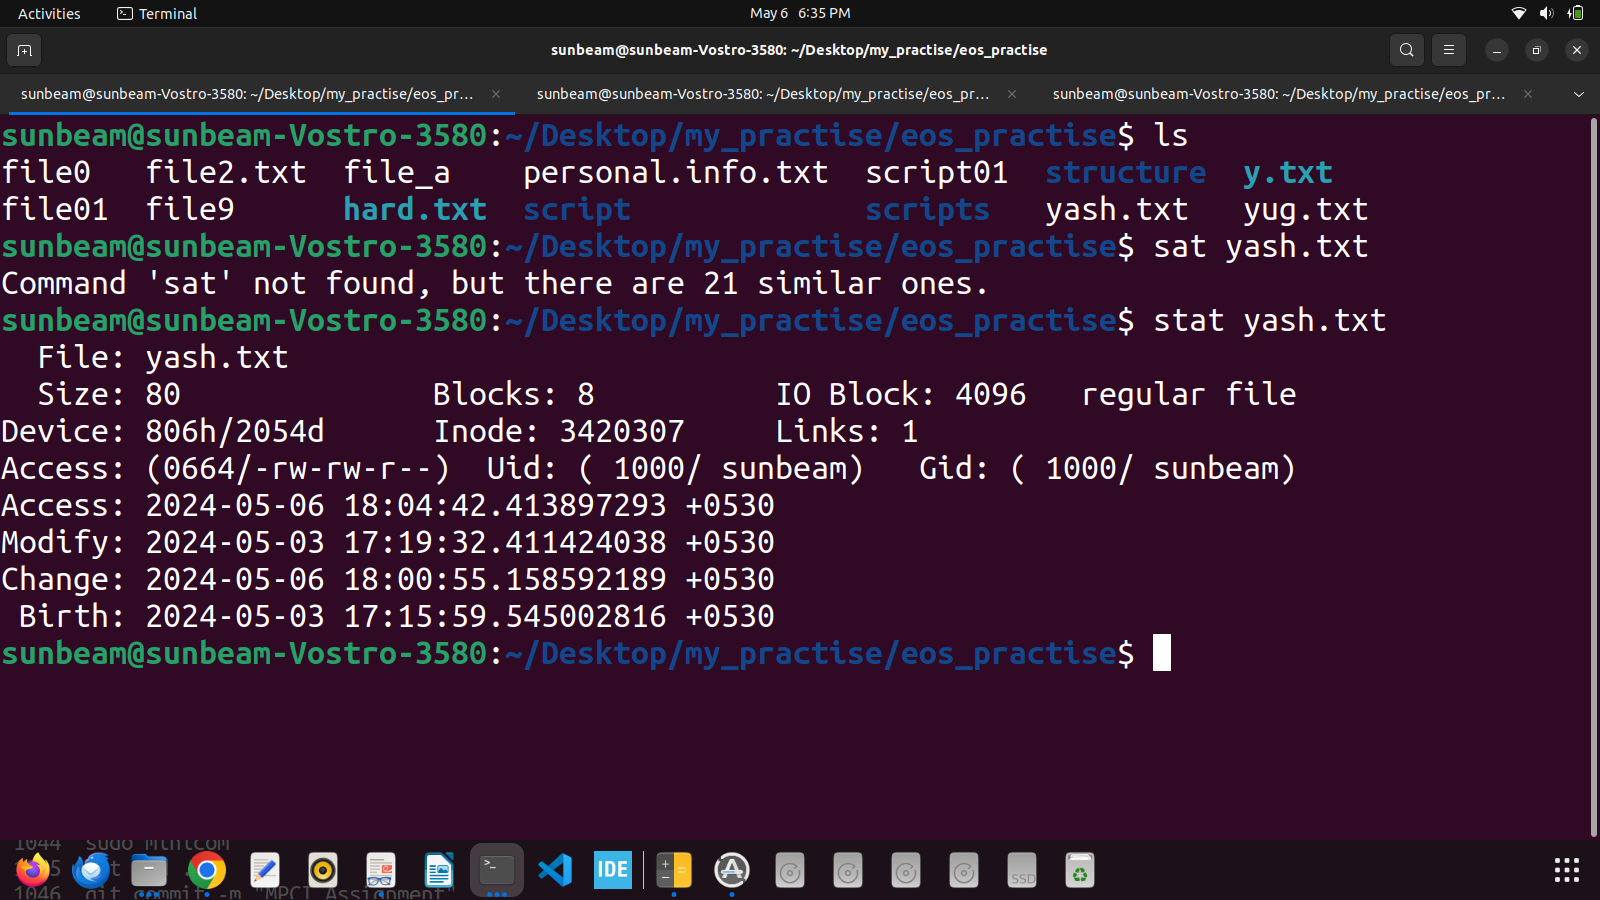 Activities Terminal May 6 6:35 PM
sunbeam@sunbeam-Vostro-3580: ~/Desktop/my_practise/eos_practise
sunbeam@sunbeam-Vostro-3580: ~/Desktop/my_practise/eos_pr... sunbeam@sunbeam-Vostro-3580: ~/Desktop/my_practise/eos_pr... sunbeam@sunbeam-Vostro-3580: ~/Desktop/my_practise/eos_pr...
sunbeam@sunbeam-Vostro-3580:~/Desktop/my_practise/eos_practise$ ls
file0 file2.txt file_a personal.info.txt script01 structure y.txt
file01 file9 hard.txt script scripts yash.txt yug.txt
sunbeam@sunbeam-Vostro-3580:~/Desktop/my_practise/eos_practise$ sat yash.txt
Command 'sat' not found, but there are 21 similar ones.
sunbeam@sunbeam-Vostro-3580:~/Desktop/my_practise/eos_practise$ stat yash.txt
File: yash.txt
Size: 80 Blocks: 8 IO Block: 4096 regular file
Device: 806h/2054d Inode: 3420307 Links: 1
Access: (0664/-rw-rw-r--) Uid: ( 1000/ sunbeam) Gid: ( 1000/ sunbeam)
Access: 2024-05-06 18:04:42.413897293 +0530
Modify: 2024-05-03 17:19:32.411424038 +0530
Change: 2024-05-06 18:00:55.158592189 +0530
Birth: 2024-05-03 17:15:59.545002816 +0530
sunbeam@sunbeam-Vostro-3580:~/Desktop/my_practise/eos_practise$
1044 sudo minicom
1046 git commit -m "MPCI Assignment"
IDE
SSD